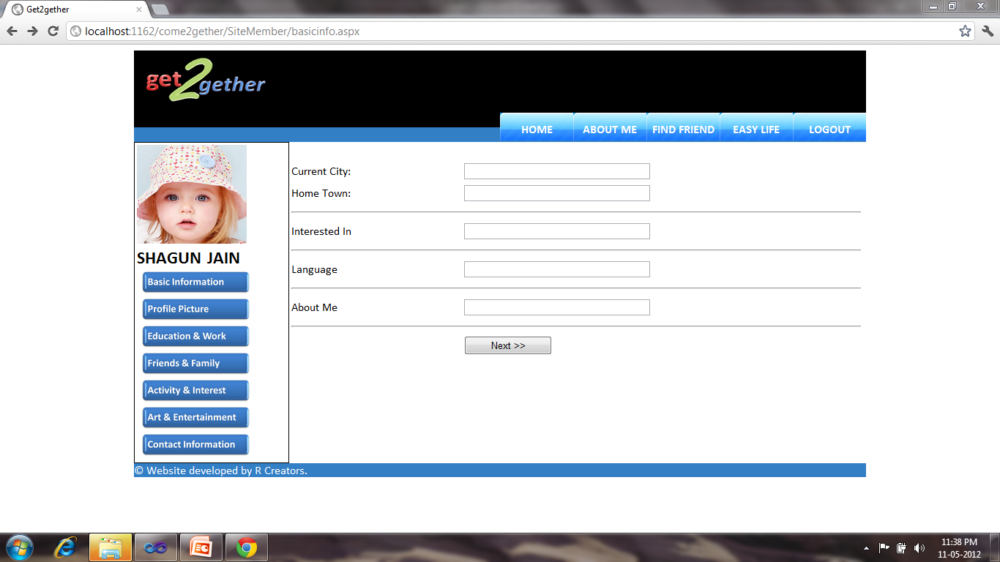 Get2gether
localhost:1162/come2gether/SiteMember/basicinfo.aspx
get2gether
HOME ABOUT ME FIND FRIEND EASY LIFE LOGOUT
SHAGUN JAIN
Basic Information
Profile Picture
Education & Work
Friends & Family
Activity & Interest
Art & Entertainment
Contact Information
Current City:
Home Town:
Interested In
Language
About Me
Next >>
© Website developed by R Creators.
11:38 PM
11-05-2012